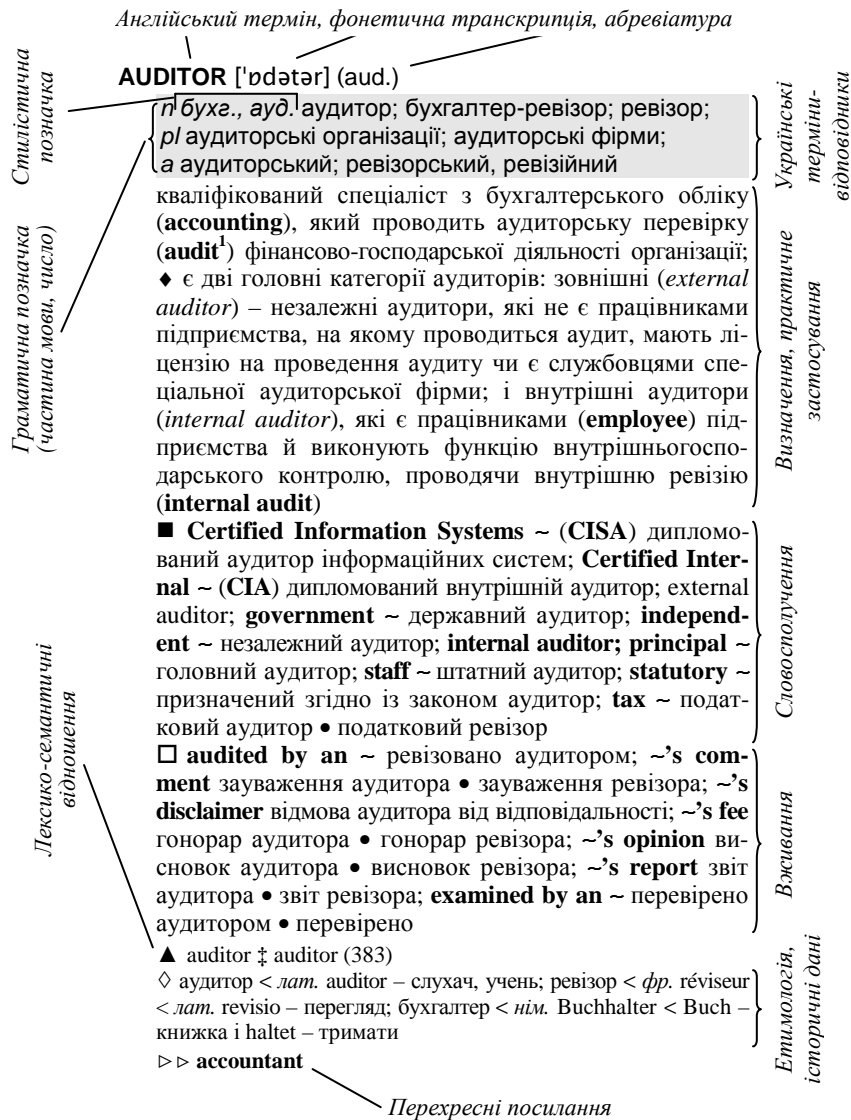 Англійський термін, фонетична транскрипція, абревіатура
AUDITOR ['ɒdətər] (aud.)
n бухг., ауд. аудитор; бухгалтер-ревізор; ревізор;
pl аудиторські організації; аудиторські фірми;
a аудиторський; ревізорський, ревізійний
кваліфікований спеціаліст з бухгалтерського обліку
(accounting), який проводить аудиторську перевірку
(audit¹) фінансово-господарської діяльності організації;
♦ є дві головні категорії аудиторів: зовнішні (external
auditor) – незалежні аудитори, які не є працівниками
підприємства, на якому проводиться аудит, мають лі-
цензію на проведення аудиту чи є службовцями спе-
ціальної аудиторської фірми; і внутрішні аудитори
(internal auditor), які є працівниками (employee) під-
приємства й виконують функцію внутрішньогоспо-
дарського контролю, проводячи внутрішню ревізію
(internal audit)
■ Certified Information Systems ~ (CISA) дипломо-
ваний аудитор інформаційних систем; Certified Inter-
nal ~ (CIA) дипломований внутрішній аудитор; external
auditor; government ~ державний аудитор; independ-
ent ~ незалежний аудитор; internal auditor; principal ~
головний аудитор; staff ~ штатний аудитор; statutory ~
призначений згідно із законом аудитор; tax ~ подат-
ковий аудитор • податковий ревізор
□ audited by an ~ ревізовано аудитором; ~'s com-
ment зауваження аудитора • зауваження ревізора; ~'s
disclaimer відмова аудитора від відповідальності; ~'s fee
гонорар аудитора • гонорар ревізора; ~'s opinion ви-
сновок аудитора • висновок ревізора; ~'s report звіт
аудитора • звіт ревізора; examined by an ~ перевірено
аудитором • перевірено
▲ auditor ‡ auditor (383)
◊ аудитор < лат. auditor – слухач, учень; ревізор < фр. réviseur
< лат. revisio – перегляд; бухгалтер < нім. Buchhalter < Buch –
книжка і haltet – тримати
▷▷ accountant
Перехресні посилання
Стилістична
позначка
Граматична позначка
(частина мови, число)
Лексико-семантичні
відношення
Українські
терміни-
відповідники
Визначення, практичне
застосування
Словосполучення
Вживання
Етимологія,
історичні дані